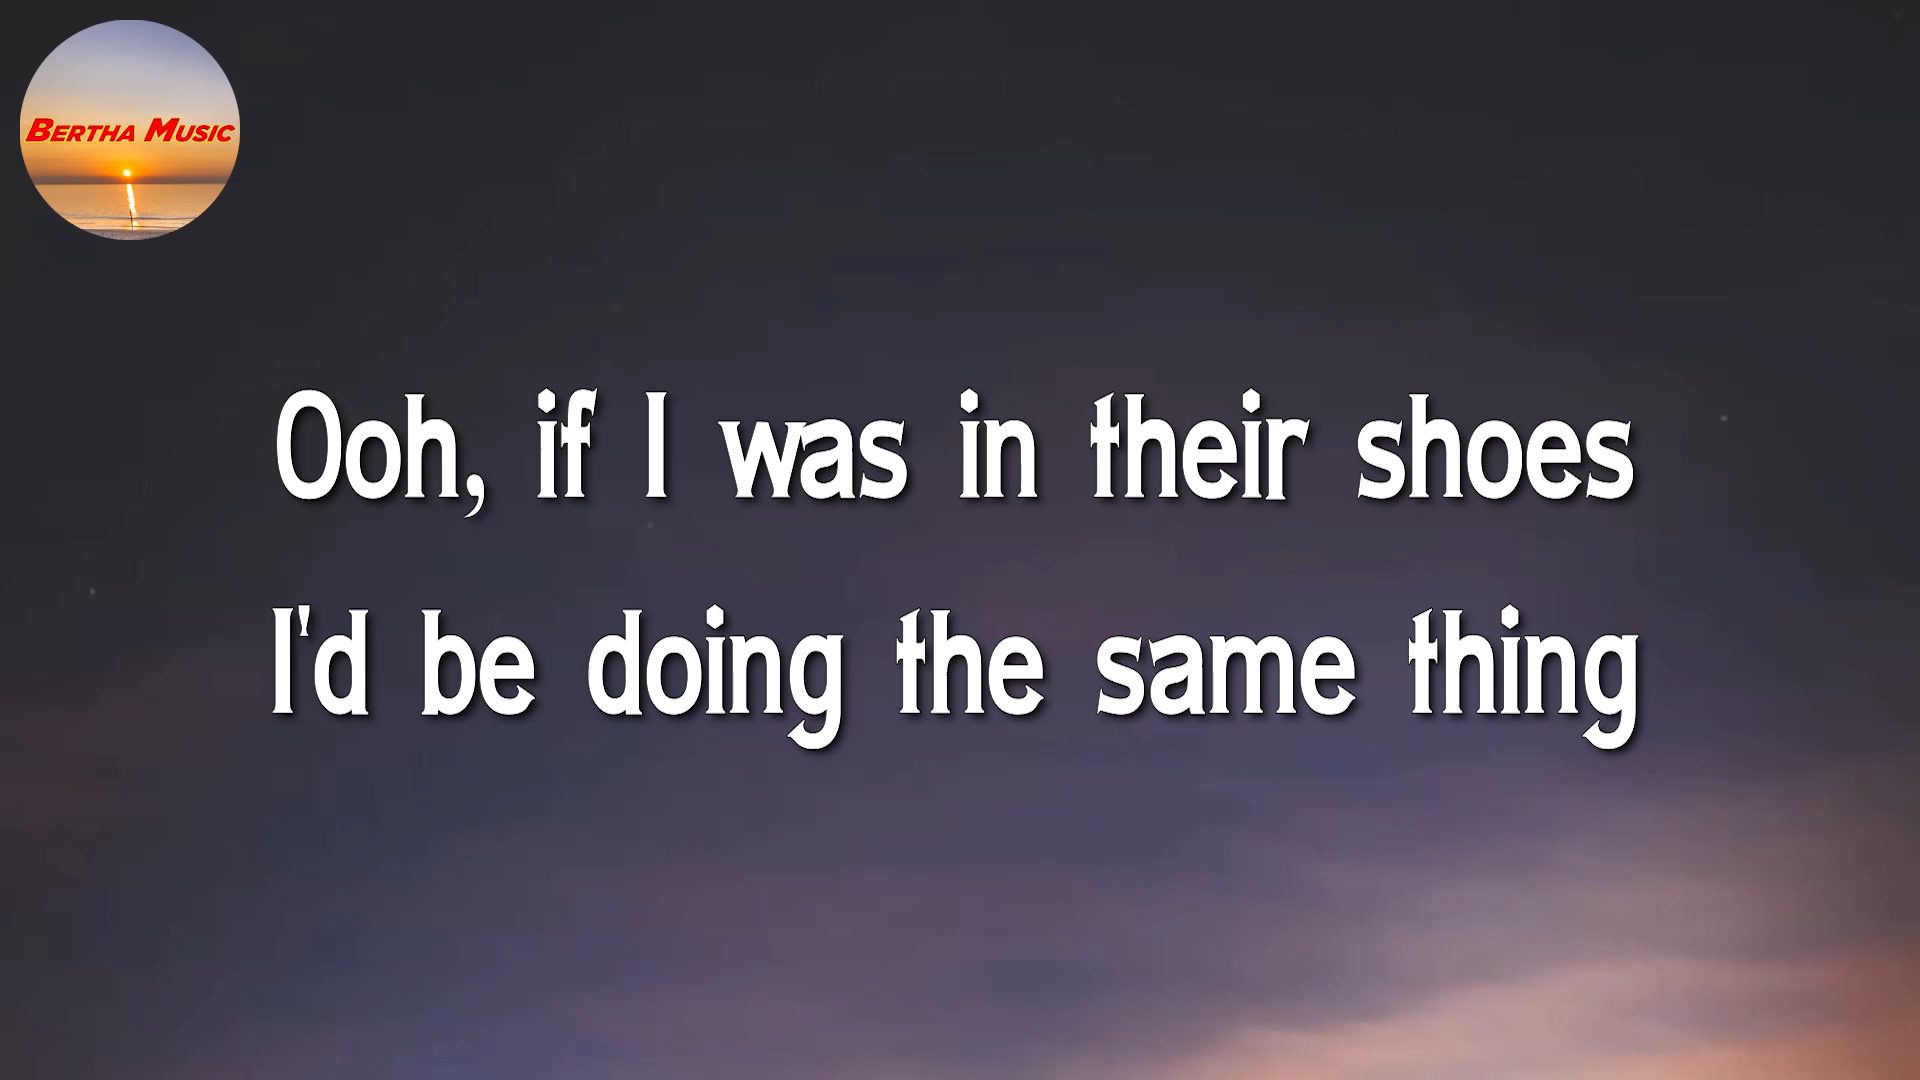 BERTHA MUSIC
Ooh, if I was in their shoes
I'd be doing the same thing